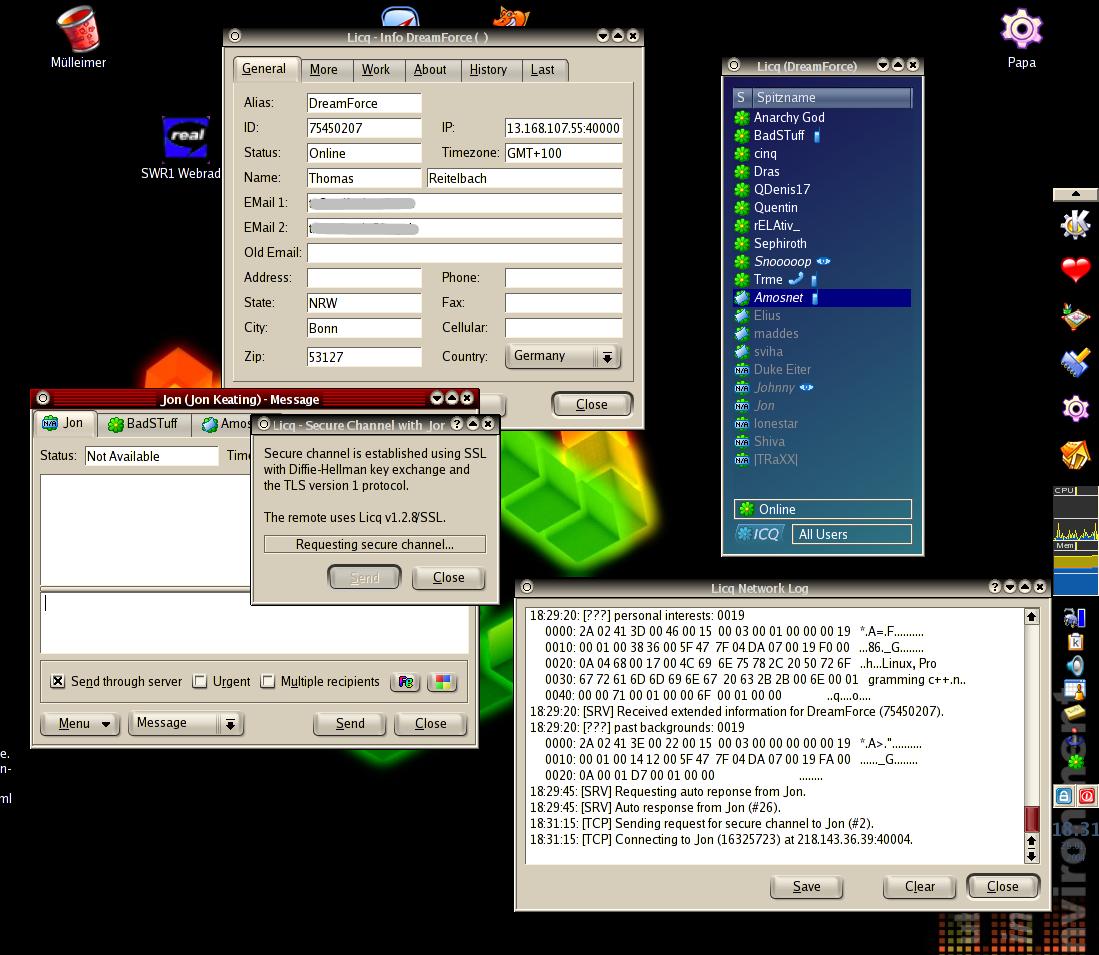 Mülleimer
real
SWR1 Webrad
Papa
Licq - Info DreamForce ( )
General More Work About History Last
Alias: DreamForce
ID: 75450207 IP: 13.168.107.55:40000
Status: Online Timezone: GMT+100
Name: Thomas Reitelbach
EMail 1:
EMail 2:
Old Email:
Address: Phone:
State: NRW Fax:
City: Bonn Cellular:
Zip: 53127 Country: Germany
Close
Licq (DreamForce)
S Spitzname
Anarchy God
BadSTuff
cinq
Dras
QDenis17
Quentin
rELAtiv_
Sephiroth
Snooooop
Trme
Amosnet
Elius
maddes
sviha
N/A Duke Eiter
N/A Johnny
N/A Jon
N/A lonestar
N/A Shiva
N/A |TRaXX|
Online
ICQ All Users
Jon (Jon Keating) - Message
N/A Jon BadSTuff Amos
Status: Not Available Time
Licq - Secure Channel with Jor
Secure channel is established using SSL
with Diffie-Hellman key exchange and
the TLS version 1 protocol.
The remote uses Licq v1.2.8/SSL.
Requesting secure channel...
Send Close
Send through server Urgent Multiple recipients
Menu Message Send Close
Licq Network Log
18:29:20: [???] personal interests: 0019
0000: 2A 02 41 3D 00 46 00 15 00 03 00 01 00 00 00 19 *.A=.F..........
0010: 00 01 00 38 36 00 5F 47 7F 04 DA 07 00 19 F0 00 ...86._G........
0020: 0A 04 68 00 17 00 4C 69 6E 75 78 2C 20 50 72 6F ..h...Linux, Pro
0030: 67 72 61 6D 6D 69 6E 67 20 63 2B 2B 00 6E 00 01 gramming c++.n..
0040: 00 00 71 00 01 00 00 6F 00 01 00 00 ..q....o....
18:29:20: [SRV] Received extended information for DreamForce (75450207).
18:29:20: [???] past backgrounds: 0019
0000: 2A 02 41 3E 00 22 00 15 00 03 00 00 00 00 00 19 *.A>."..........
0010: 00 01 00 14 12 00 5F 47 7F 04 DA 07 00 19 FA 00 ......_G........
0020: 0A 00 01 D7 00 01 00 00 ........
18:29:45: [SRV] Requesting auto reponse from Jon.
18:29:45: [SRV] Auto response from Jon (#26).
18:31:15: [TCP] Sending request for secure channel to Jon (#2).
18:31:15: [TCP] Connecting to Jon (16325723) at 218.143.36.39:40004.
Save Clear Close
CPU
Mem
18:31
nvironment
e.
n-
ml